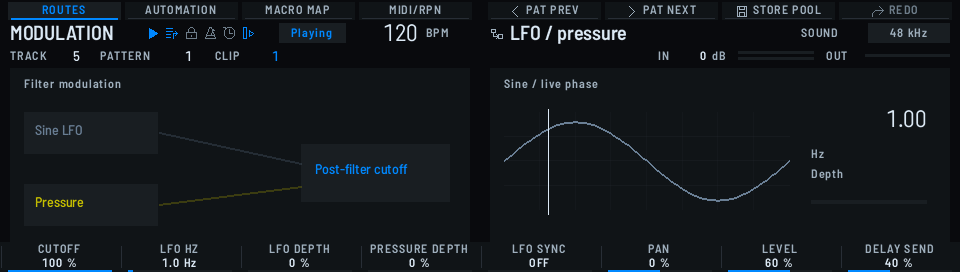 ROUTES AUTOMATION MACRO MAP MIDI/RPN PAT PREV PAT NEXT STORE POOL REDO
MODULATION Playing 120 BPM LFO / pressure SOUND 48 kHz
TRACK 5 PATTERN 1 CLIP 1 IN 0 dB OUT
Filter modulation
Sine LFO
Post-filter cutoff
Pressure
Sine / live phase
1.00
Hz
Depth
CUTOFF LFO HZ LFO DEPTH PRESSURE DEPTH LFO SYNC PAN LEVEL DELAY SEND
100 % 1.0 Hz 0 % 0 % OFF 0 % 60 % 40 %